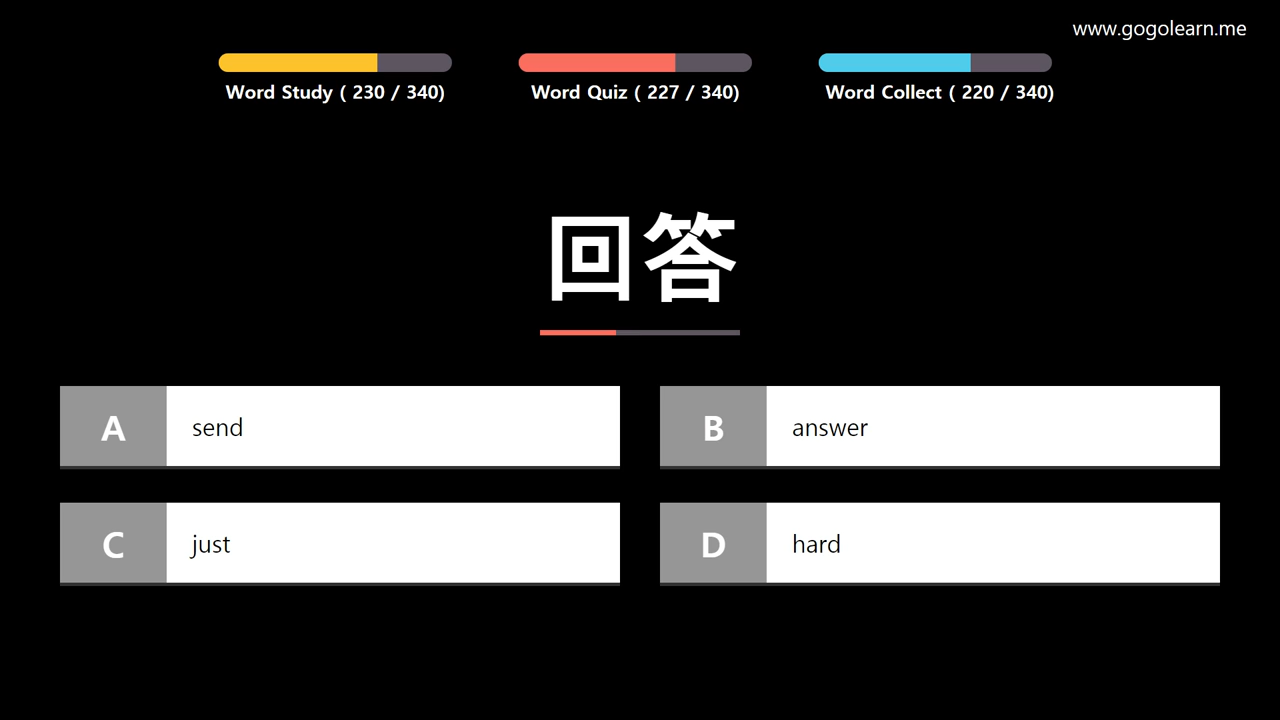 www.gogolearn.me
Word Study ( 230 / 340)
Word Quiz ( 227 / 340)
Word Collect ( 220 / 340)
回答
A send
B answer
C just
D hard